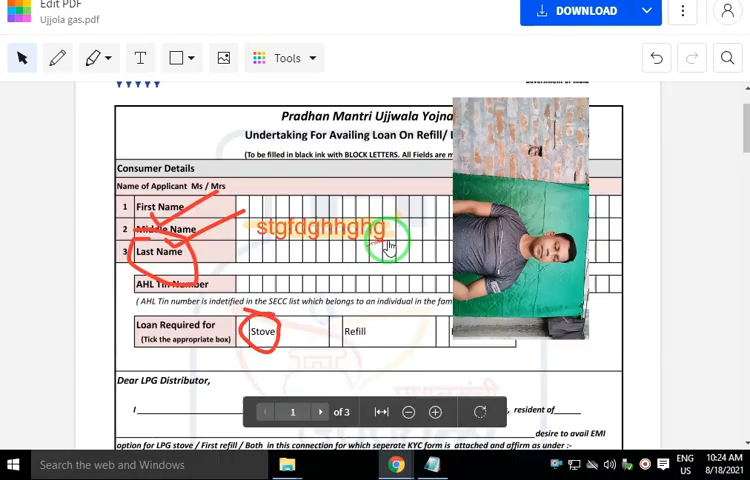 Edit PDF
Ujjola gas.pdf
DOWNLOAD
T
Tools
Government of India
Pradhan Mantri Ujjwala Yojna
Undertaking For Availing Loan On Refill/
(To be filled in black ink with BLOCK LETTERS. All Fields are
Consumer Details
Name of Applicant Ms / Mrs
1 First Name
2 Middle Name
stgfdghhghg
3 Last Name
AHL Tin Number
( AHL Tin number is indetified in the SECC list which belongs to an individual in the fam
Loan Required for
(Tick the appropriate box)
Stove
Refill
Dear LPG Distributor,
I
, resident of
desire to avail EMI
option for LPG stove / First refill / Both in this connection for which seperate KYC form is attached and affirm as under :-
1 of 3
Search the web and Windows
ENG
US
10:24 AM
8/18/2021